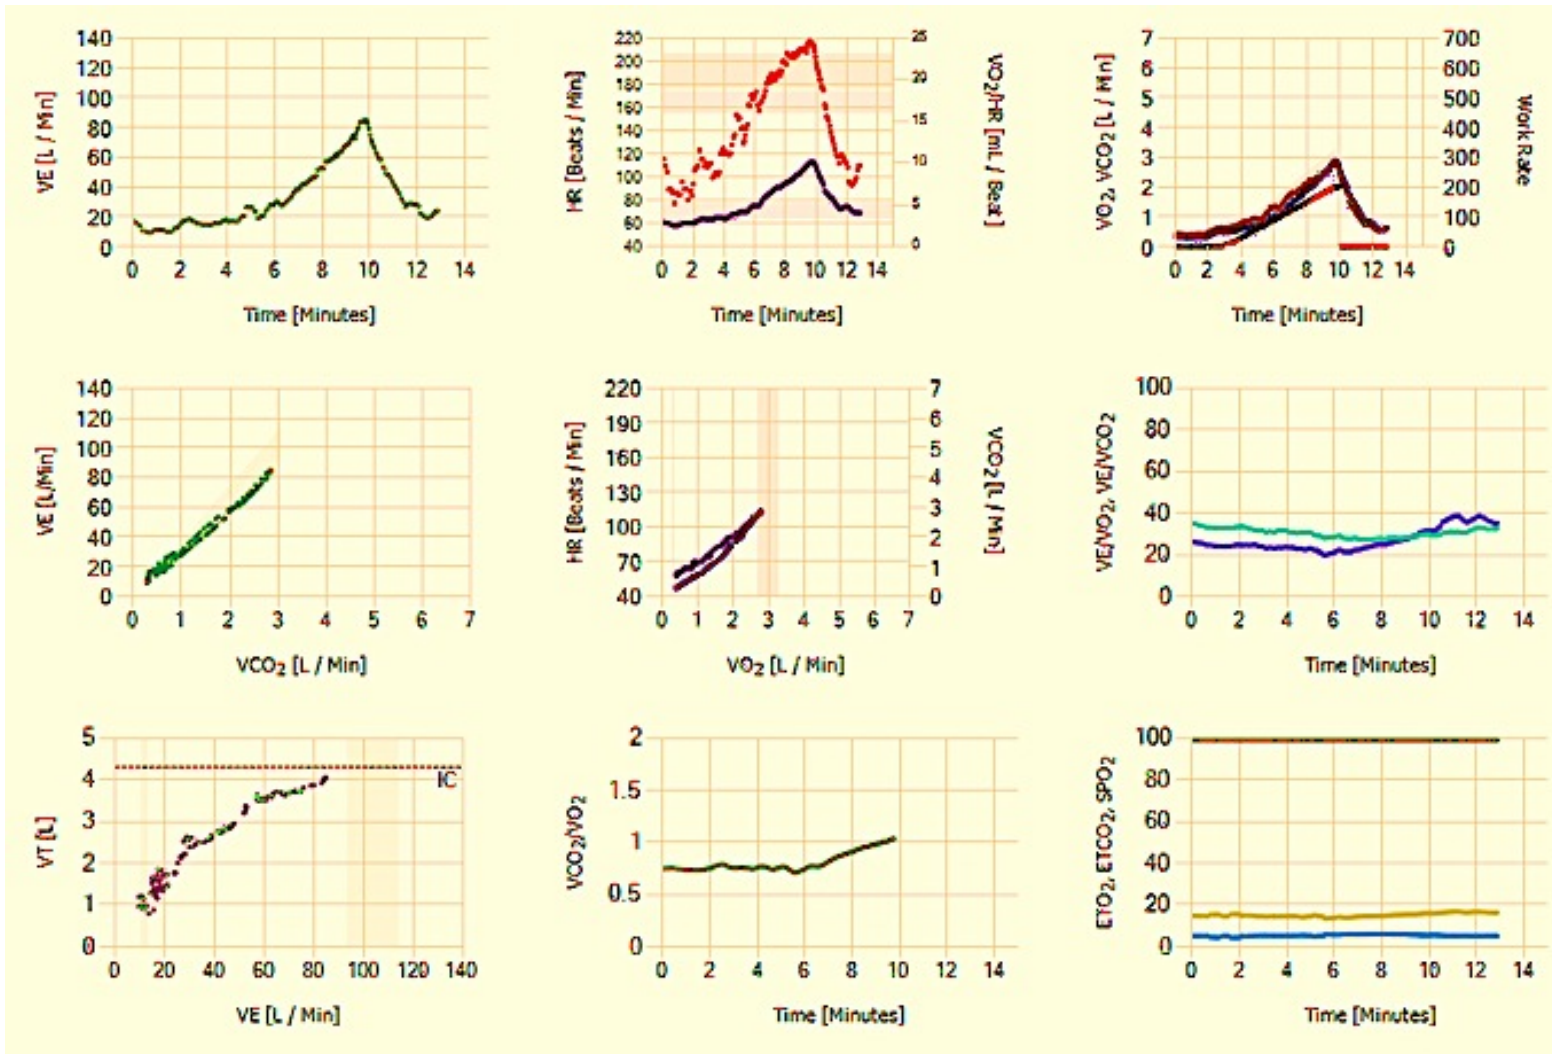 140
120
100
80
60
40
20
0
VE [L / Min]
0 2 4 6 8 10 12 14
Time [Minutes]
220
200
180
160
140
120
100
80
60
40
HR [Beats / Min]
25
20
15
10
5
0
VO2/HR [mL / Beat]
0 2 4 6 8 10 12 14
Time [Minutes]
7
6
5
4
3
2
1
0
VO2, VCO2 [L / Min]
700
600
500
400
300
200
100
0
Work Rate
0 2 4 6 8 10 12 14
Time [Minutes]
140
120
100
80
60
40
20
0
VE [L/Min]
0 1 2 3 4 5 6 7
VCO2 [L / Min]
220
190
160
130
100
70
40
HR [Beats / Min]
7
6
5
4
3
2
1
0
VCO2 [L / Min]
0 1 2 3 4 5 6 7
VO2 [L / Min]
100
80
60
40
20
0
VE/VO2, VE/VCO2
0 2 4 6 8 10 12 14
Time [Minutes]
5
4
3
2
1
0
VT [L]
IC
0 20 40 60 80 100 120 140
VE [L / Min]
2
1.5
1
0.5
0
VCO2/VO2
0 2 4 6 8 10 12 14
Time [Minutes]
100
80
60
40
20
0
ETO2, ETCO2, SPO2
0 2 4 6 8 10 12 14
Time [Minutes]